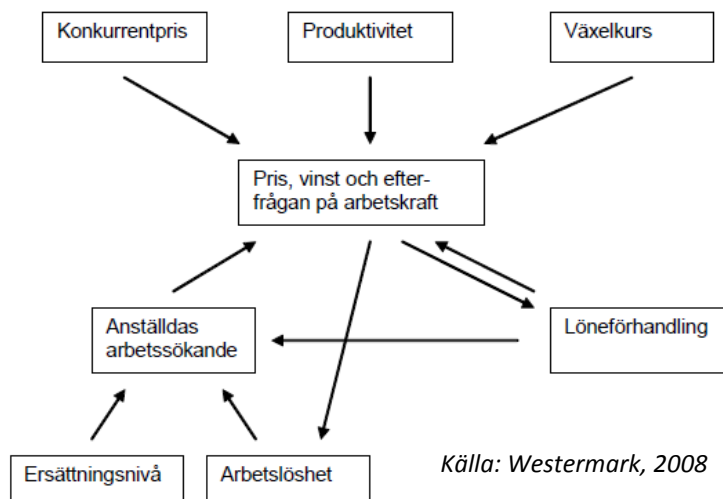 Konkurrentpris
Produktivitet
Växelkurs
Pris, vinst och efter-
frågan på arbetskraft
Anställdas
arbetssökande
Löneförhandling
Ersättningsnivå
Arbetslöshet
Källa: Westermark, 2008